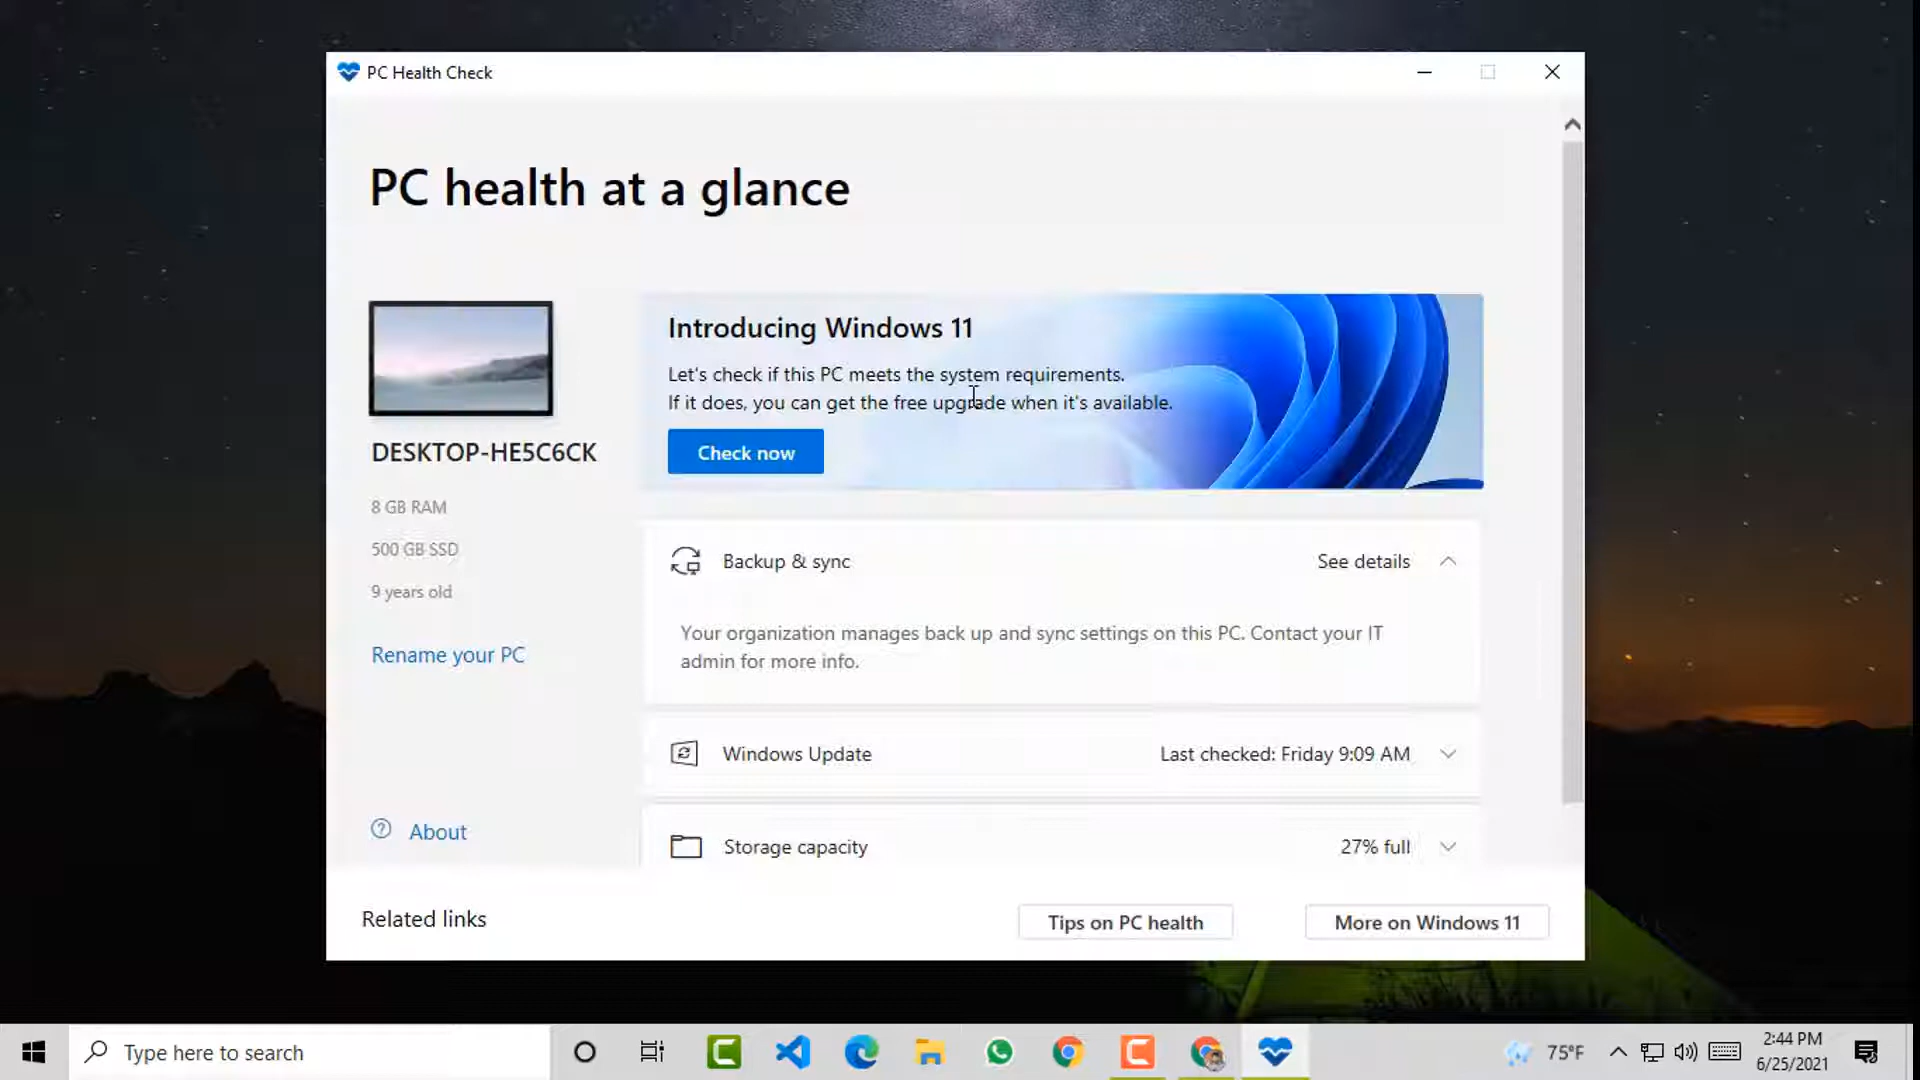 PC Health Check
PC health at a glance
DESKTOP-HE5C6CK
8 GB RAM
500 GB SSD
9 years old
Rename your PC
About
Introducing Windows 11
Let's check if this PC meets the system requirements.
If it does, you can get the free upgrade when it's available.
Check now
Backup & sync
See details
Your organization manages back up and sync settings on this PC. Contact your IT
admin for more info.
Windows Update
Last checked: Friday 9:09 AM
Storage capacity
27% full
Related links
Tips on PC health
More on Windows 11
Type here to search
75°F
2:44 PM
6/25/2021